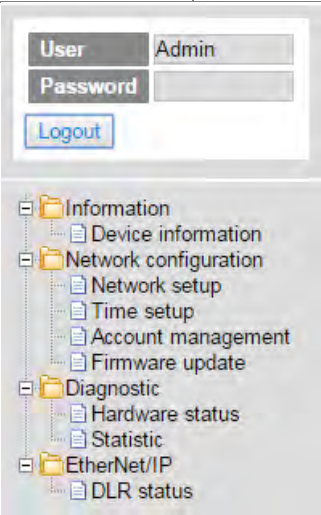 User Admin
Password
Logout
Information
Device information
Network configuration
Network setup
Time setup
Account management
Firmware update
Diagnostic
Hardware status
Statistic
EtherNet/IP
DLR status